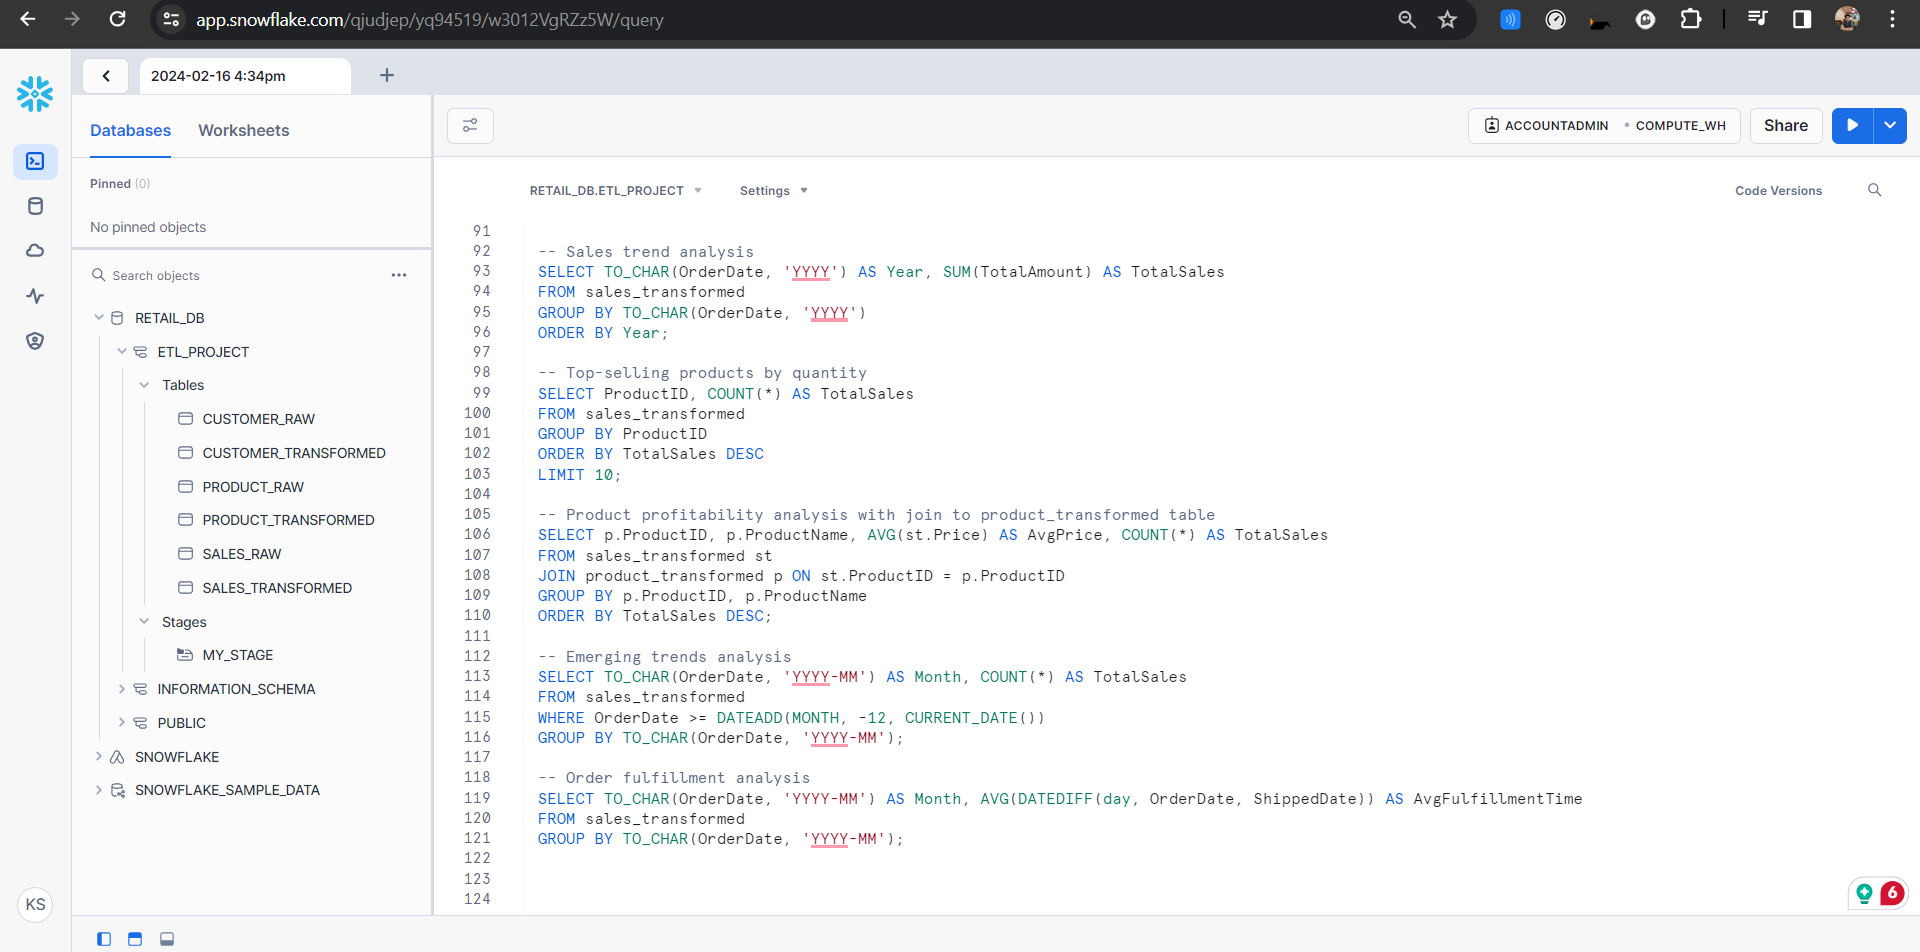 app.snowflake.com/qjudjep/yq94519/w3012VgRZz5W/query
2024-02-16 4:34pm
Databases
Worksheets
ACCOUNTADMIN
COMPUTE_WH
Share
Pinned (0)
No pinned objects
RETAIL_DB.ETL_PROJECT
Settings
Code Versions
Search objects
RETAIL_DB
ETL_PROJECT
Tables
CUSTOMER_RAW
CUSTOMER_TRANSFORMED
PRODUCT_RAW
PRODUCT_TRANSFORMED
SALES_RAW
SALES_TRANSFORMED
Stages
MY_STAGE
INFORMATION_SCHEMA
PUBLIC
SNOWFLAKE
SNOWFLAKE_SAMPLE_DATA
KS
91
92 -- Sales trend analysis
93 SELECT TO_CHAR(OrderDate, 'YYYY') AS Year, SUM(TotalAmount) AS TotalSales
94 FROM sales_transformed
95 GROUP BY TO_CHAR(OrderDate, 'YYYY')
96 ORDER BY Year;
97
98 -- Top-selling products by quantity
99 SELECT ProductID, COUNT(*) AS TotalSales
100 FROM sales_transformed
101 GROUP BY ProductID
102 ORDER BY TotalSales DESC
103 LIMIT 10;
104
105 -- Product profitability analysis with join to product_transformed table
106 SELECT p.ProductID, p.ProductName, AVG(st.Price) AS AvgPrice, COUNT(*) AS TotalSales
107 FROM sales_transformed st
108 JOIN product_transformed p ON st.ProductID = p.ProductID
109 GROUP BY p.ProductID, p.ProductName
110 ORDER BY TotalSales DESC;
111
112 -- Emerging trends analysis
113 SELECT TO_CHAR(OrderDate, 'YYYY-MM') AS Month, COUNT(*) AS TotalSales
114 FROM sales_transformed
115 WHERE OrderDate >= DATEADD(MONTH, -12, CURRENT_DATE())
116 GROUP BY TO_CHAR(OrderDate, 'YYYY-MM');
117
118 -- Order fulfillment analysis
119 SELECT TO_CHAR(OrderDate, 'YYYY-MM') AS Month, AVG(DATEDIFF(day, OrderDate, ShippedDate)) AS AvgFulfillmentTime
120 FROM sales_transformed
121 GROUP BY TO_CHAR(OrderDate, 'YYYY-MM');
122
123
124
6